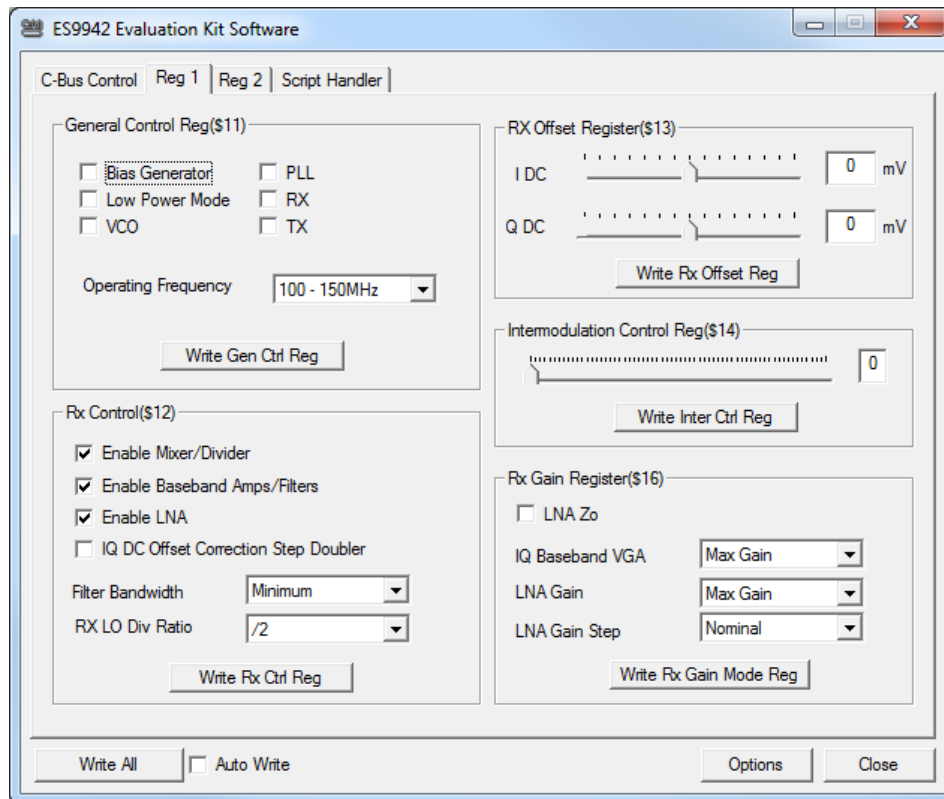 ES9942 Evaluation Kit Software
C-Bus Control Reg 1 Reg 2 Script Handler
General Control Reg($11)
Bias Generator PLL
Low Power Mode RX
VCO TX
Operating Frequency 100 - 150MHz
Write Gen Ctrl Reg
Rx Control($12)
Enable Mixer/Divider
Enable Baseband Amps/Filters
Enable LNA
IQ DC Offset Correction Step Doubler
Filter Bandwidth Minimum
RX LO Div Ratio /2
Write Rx Ctrl Reg
RX Offset Register($13)
I DC 0 mV
Q DC 0 mV
Write Rx Offset Reg
Intermodulation Control Reg($14)
0
Write Inter Ctrl Reg
Rx Gain Register($16)
LNA Zo
IQ Baseband VGA Max Gain
LNA Gain Max Gain
LNA Gain Step Nominal
Write Rx Gain Mode Reg
Write All Auto Write Options Close